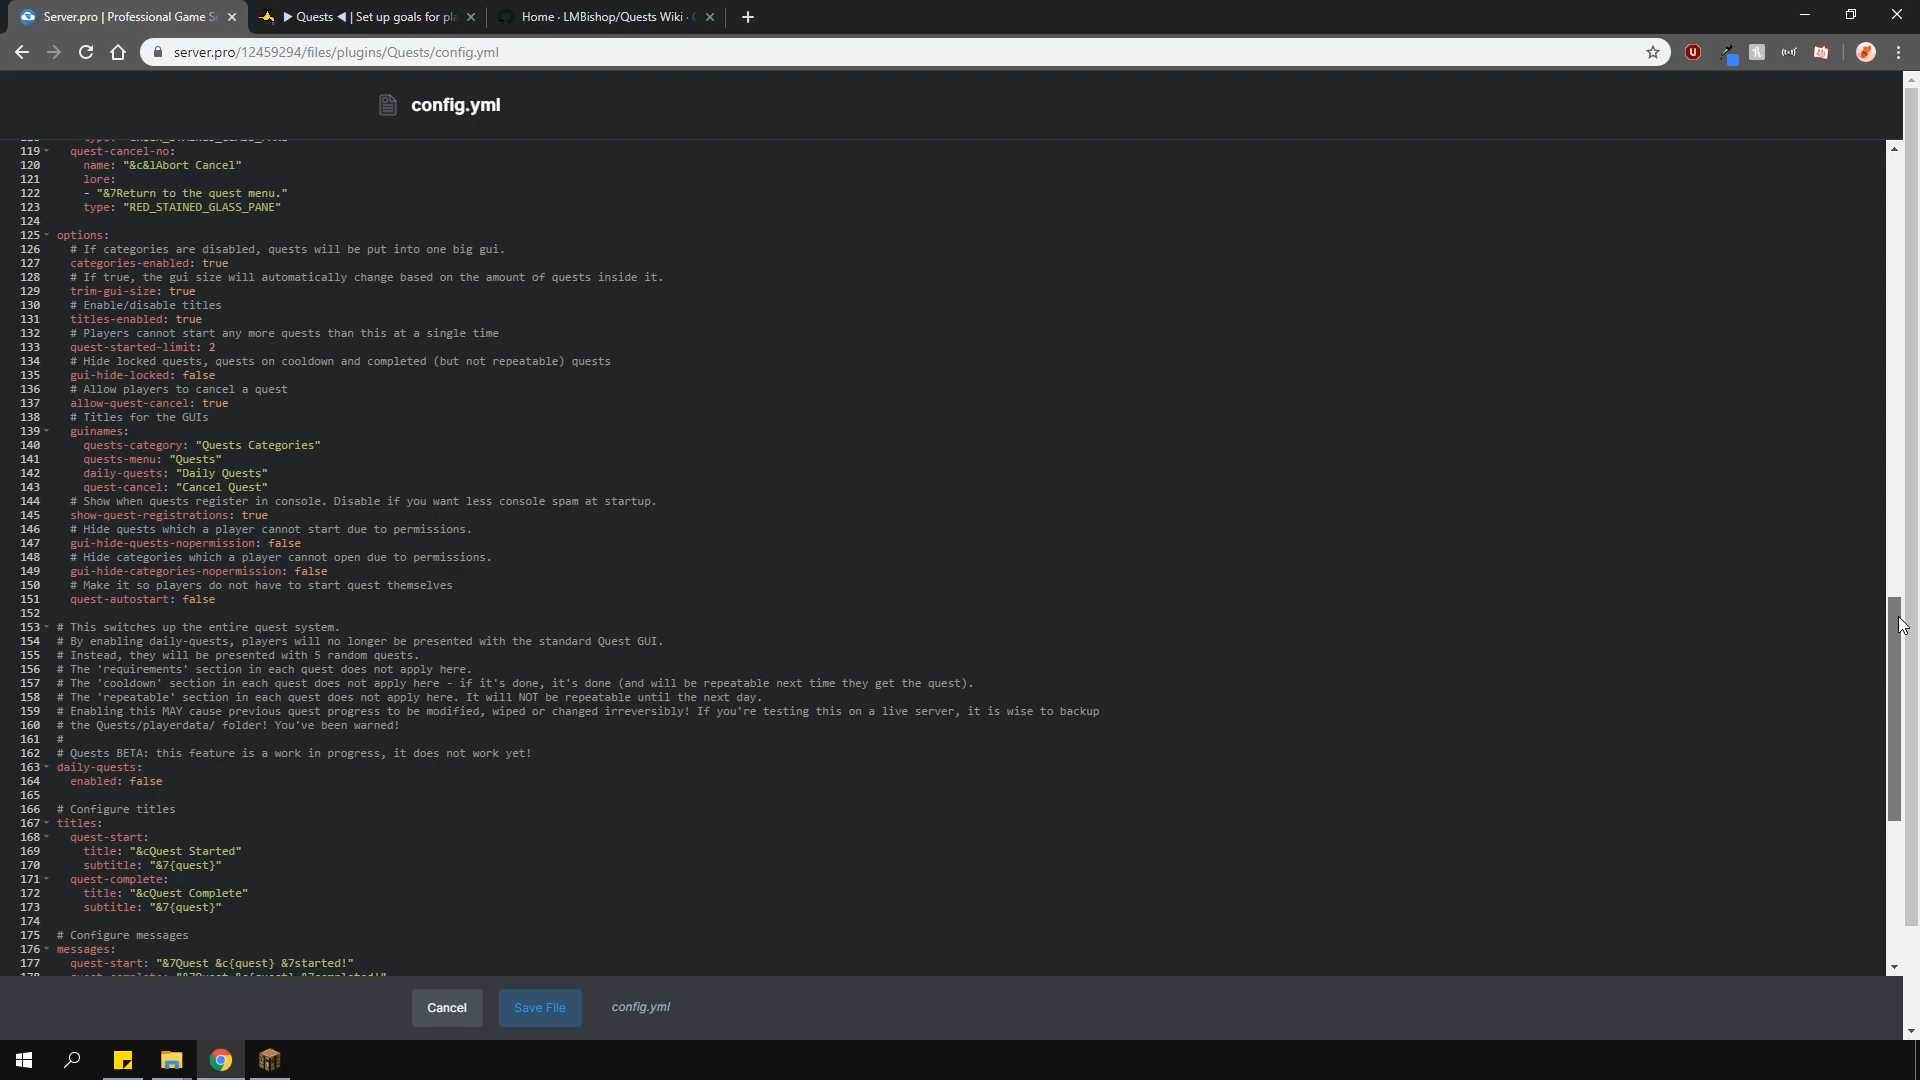 Server.pro | Professional Game Se
▶ Quests ◀ | Set up goals for pla
Home · LMBishop/Quests Wiki ·
server.pro/12459294/files/plugins/Quests/config.yml
config.yml
119 quest-cancel-no:
120 name: "&c&lAbort Cancel"
121 lore:
122 - "&7Return to the quest menu."
123 type: "RED_STAINED_GLASS_PANE"
124
125 options:
126 # If categories are disabled, quests will be put into one big gui.
127 categories-enabled: true
128 # If true, the gui size will automatically change based on the amount of quests inside it.
129 trim-gui-size: true
130 # Enable/disable titles
131 titles-enabled: true
132 # Players cannot start any more quests than this at a single time
133 quest-started-limit: 2
134 # Hide locked quests, quests on cooldown and completed (but not repeatable) quests
135 gui-hide-locked: false
136 # Allow players to cancel a quest
137 allow-quest-cancel: true
138 # Titles for the GUIs
139 guinames:
140 quests-category: "Quests Categories"
141 quests-menu: "Quests"
142 daily-quests: "Daily Quests"
143 quest-cancel: "Cancel Quest"
144 # Show when quests register in console. Disable if you want less console spam at startup.
145 show-quest-registrations: true
146 # Hide quests which a player cannot start due to permissions.
147 gui-hide-quests-nopermission: false
148 # Hide categories which a player cannot open due to permissions.
149 gui-hide-categories-nopermission: false
150 # Make it so players do not have to start quest themselves
151 quest-autostart: false
152
153 # This switches up the entire quest system.
154 # By enabling daily-quests, players will no longer be presented with the standard Quest GUI.
155 # Instead, they will be presented with 5 random quests.
156 # The 'requirements' section in each quest does not apply here.
157 # The 'cooldown' section in each quest does not apply here - if it's done, it's done (and will be repeatable next time they get the quest).
158 # The 'repeatable' section in each quest does not apply here. It will NOT be repeatable until the next day.
159 # Enabling this MAY cause previous quest progress to be modified, wiped or changed irreversibly! If you're testing this on a live server, it is wise to backup
160 # the Quests/playerdata/ folder! You've been warned!
161 #
162 # Quests BETA: this feature is a work in progress, it does not work yet!
163 daily-quests:
164 enabled: false
165
166 # Configure titles
167 titles:
168 quest-start:
169 title: "&cQuest Started"
170 subtitle: "&7{quest}"
171 quest-complete:
172 title: "&cQuest Complete"
173 subtitle: "&7{quest}"
174
175 # Configure messages
176 messages:
177 quest-start: "&7Quest &c{quest} &7started!"
Cancel
Save File
config.yml